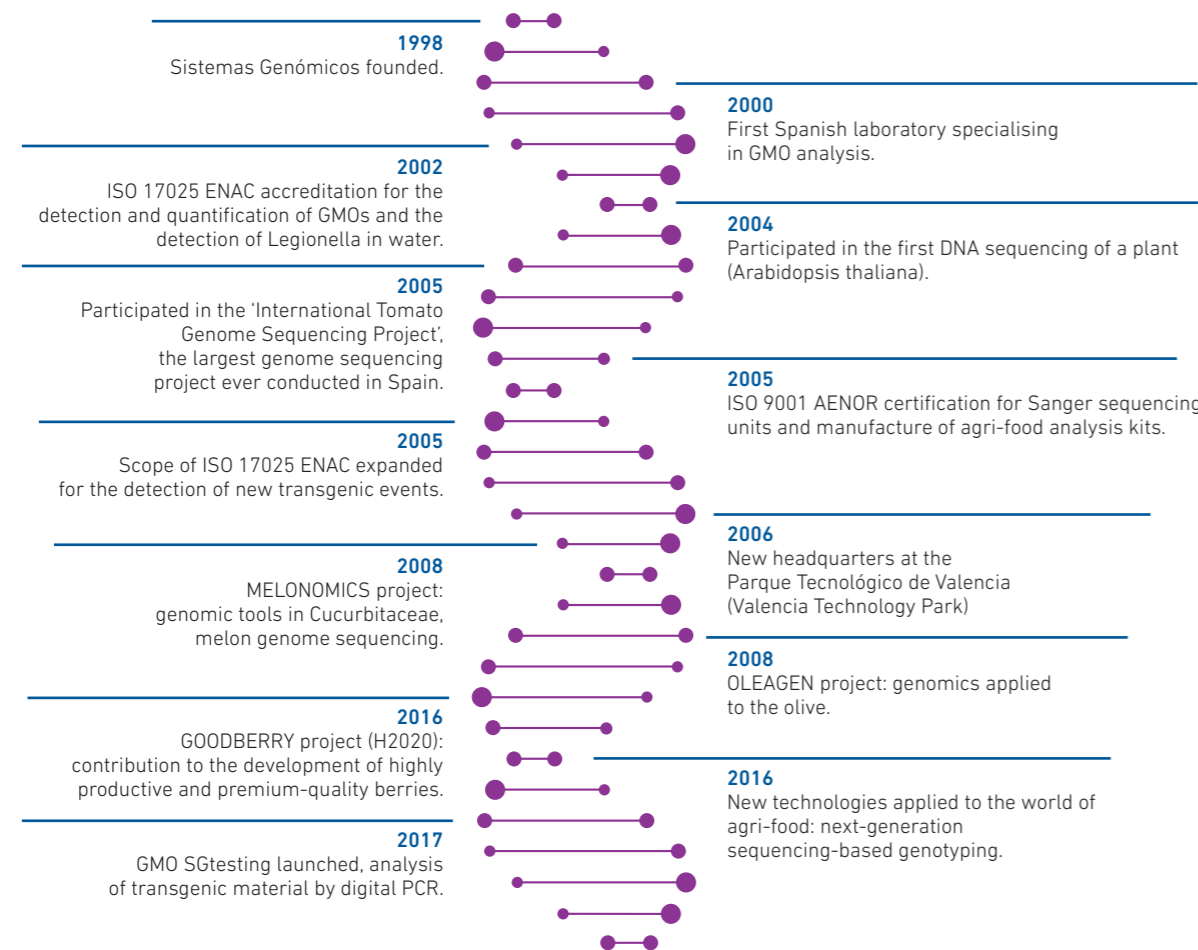 1998
Sistemas Genómicos founded.
2000
First Spanish laboratory specialising
in GMO analysis.
2002
ISO 17025 ENAC accreditation for the
detection and quantification of GMOs and the
detection of Legionella in water.
2004
Participated in the first DNA sequencing of a plant
(Arabidopsis thaliana).
2005
Participated in the ‘International Tomato
Genome Sequencing Project’,
the largest genome sequencing
project ever conducted in Spain.
2005
ISO 9001 AENOR certification for Sanger sequencing
units and manufacture of agri-food analysis kits.
2005
Scope of ISO 17025 ENAC expanded
for the detection of new transgenic events.
2006
New headquarters at the
Parque Tecnológico de Valencia
(Valencia Technology Park)
2008
MELONOMICS project:
genomic tools in Cucurbitaceae,
melon genome sequencing.
2008
OLEAGEN project: genomics applied
to the olive.
2016
GOODBERRY project (H2020):
contribution to the development of highly
productive and premium-quality berries.
2016
New technologies applied to the world of
agri-food: next-generation
sequencing-based genotyping.
2017
GMO SGtesting launched, analysis
of transgenic material by digital PCR.